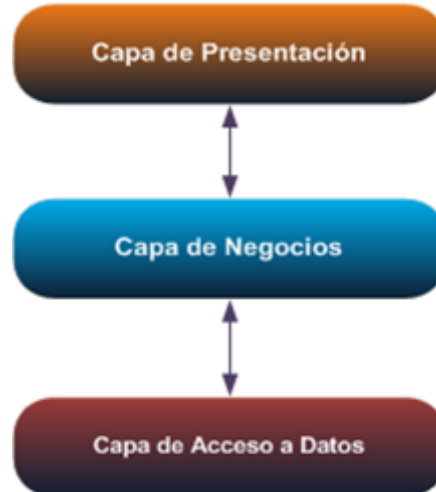 Capa de Presentación
Capa de Negocios
Capa de Acceso a Datos